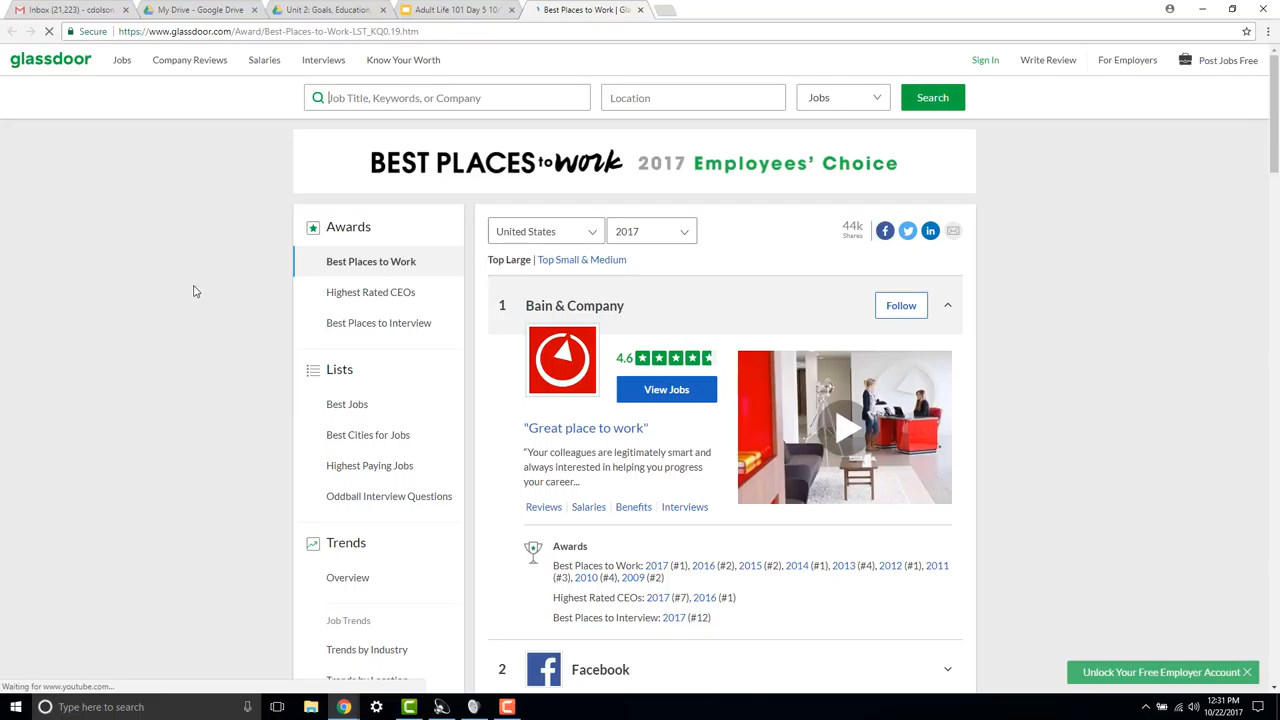 Inbox (21,223) - cdolson
My Drive - Google Drive
Unit 2: Goals. Education.
Adult Life 101 Day 5 10/
Best Places to Work | Gla
Secure
https://www.glassdoor.com/Award/Best-Places-to-Work-LST_KQ0,19.htm
glassdoor
Jobs
Company Reviews
Salaries
Interviews
Know Your Worth
Sign In
Write Review
For Employers
Post Jobs Free
Job Title, Keywords, or Company
Location
Jobs
Search
BEST PLACES to work 2017 Employees' Choice
Awards
Best Places to Work
Highest Rated CEOs
Best Places to Interview
Lists
Best Jobs
Best Cities for Jobs
Highest Paying Jobs
Oddball Interview Questions
Trends
Overview
Job Trends
Trends by Industry
Trends by Location
United States
2017
44k
Shares
Top Large | Top Small & Medium
1 Bain & Company
Follow
4.6
View Jobs
"Great place to work"
"Your colleagues are legitimately smart and
always interested in helping you progress
your career...
Reviews | Salaries | Benefits | Interviews
Awards
Best Places to Work: 2017 (#1), 2016 (#2), 2015 (#2), 2014 (#1), 2013 (#4), 2012 (#1), 2011
(#3), 2010 (#4), 2009 (#2)
Highest Rated CEOs: 2017 (#7), 2016 (#1)
Best Places to Interview: 2017 (#12)
2 Facebook
Unlock Your Free Employer Account
Waiting for www.youtube.com...
Type here to search
12:31 PM
10/22/2017